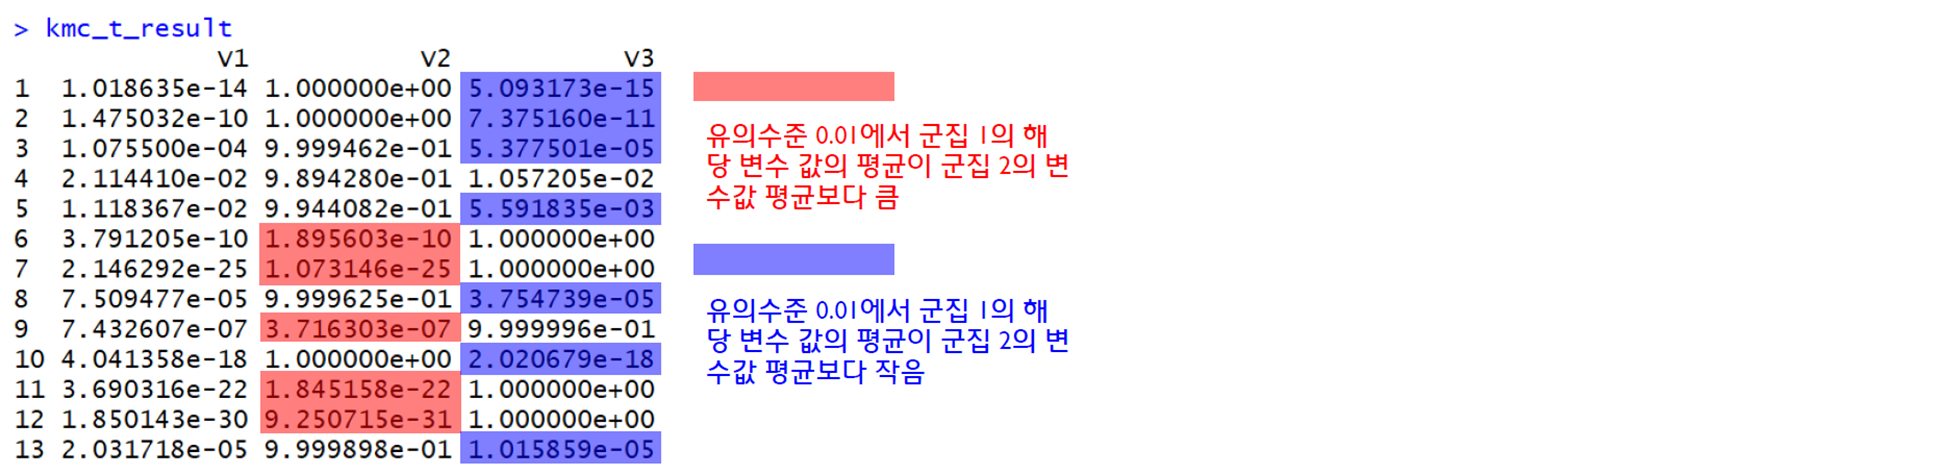 > kmc_t_result
v1 v2 v3
1 1.018635e-14 1.000000e+00 5.093173e-15
2 1.475032e-10 1.000000e+00 7.375160e-11
3 1.075500e-04 9.999462e-01 5.377501e-05
4 2.114410e-02 9.894280e-01 1.057205e-02
5 1.118367e-02 9.944082e-01 5.591835e-03
6 3.791205e-10 1.895603e-10 1.000000e+00
7 2.146292e-25 1.073146e-25 1.000000e+00
8 7.509477e-05 9.999625e-01 3.754739e-05
9 7.432607e-07 3.716303e-07 9.999996e-01
10 4.041358e-18 1.000000e+00 2.020679e-18
11 3.690316e-22 1.845158e-22 1.000000e+00
12 1.850143e-30 9.250715e-31 1.000000e+00
13 2.031718e-05 9.999898e-01 1.015859e-05
유의수준 0.01에서 군집 1의 해
당 변수 값의 평균이 군집 2의 변
수값 평균보다 큼
유의수준 0.01에서 군집 1의 해
당 변수 값의 평균이 군집 2의 변
수값 평균보다 작음